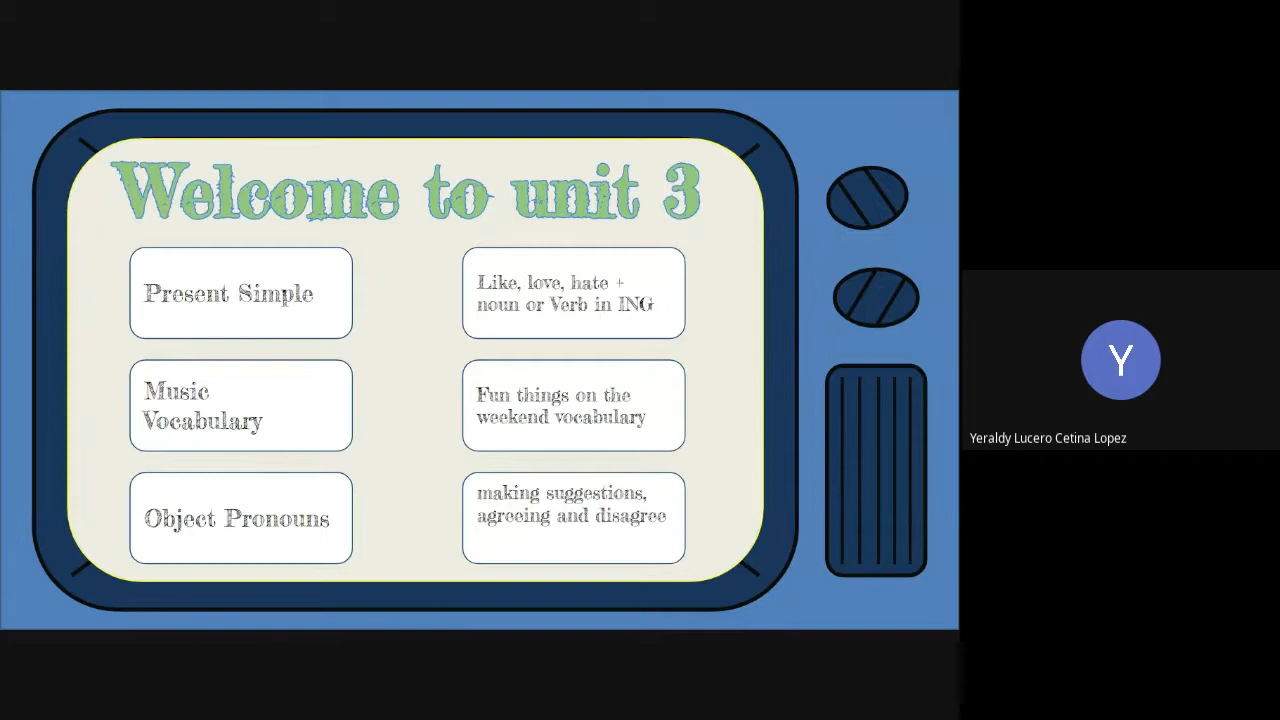 Welcome to unit 3
Present Simple
Like, love, hate +
noun or Verb in ING
Music
Vocabulary
Fun things on the
weekend vocabulary
Object Pronouns
making suggestions,
agreeing and disagree
Y
Yeraldy Lucero Cetina Lopez